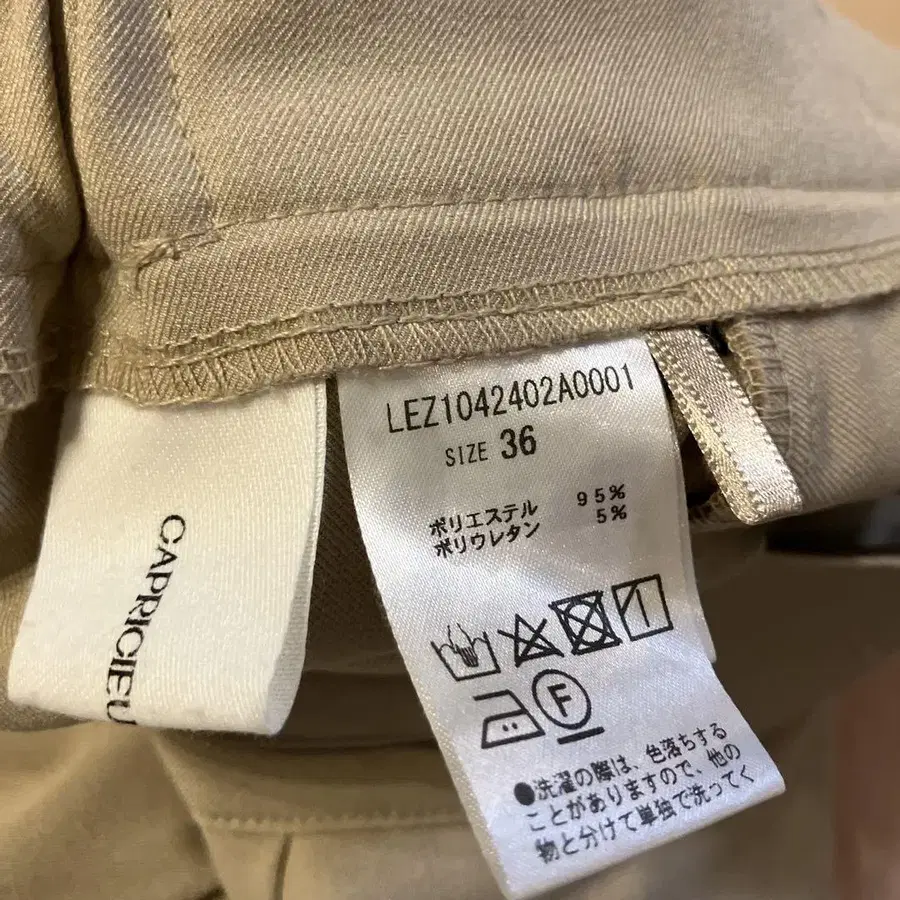 CAPRICIEU
LEZ1042402A0001
SIZE 36
ポリエステル 95%
ポリウレタン 5%
F
●洗濯の際は、色落ちする
ことがありますので、他の
物と分けて単独で洗ってく